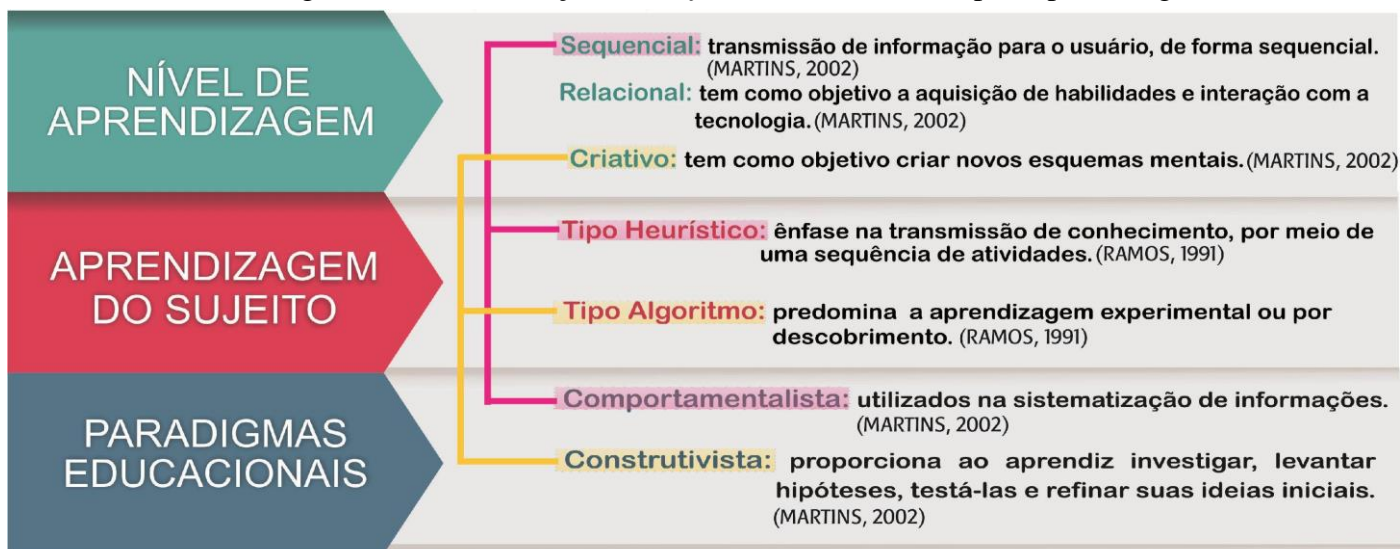 NÍVEL DE
APRENDIZAGEM
Sequencial: transmissão de informação para o usuário, de forma sequencial.
(MARTINS, 2002)
Relacional: tem como objetivo a aquisição de habilidades e interação com a
tecnologia. (MARTINS, 2002)
Criativo: tem como objetivo criar novos esquemas mentais. (MARTINS, 2002)
APRENDIZAGEM
DO SUJEITO
Tipo Heurístico: ênfase na transmissão de conhecimento, por meio de
uma sequência de atividades. (RAMOS, 1991)
Tipo Algoritmo: predomina a aprendizagem experimental ou por
descobrimento. (RAMOS, 1991)
PARADIGMAS
EDUCACIONAIS
Comportamentalista: utilizados na sistematização de informações.
(MARTINS, 2002)
Construtivista: proporciona ao aprendiz investigar, levantar
hipóteses, testá-las e refinar suas ideias iniciais.
(MARTINS, 2002)